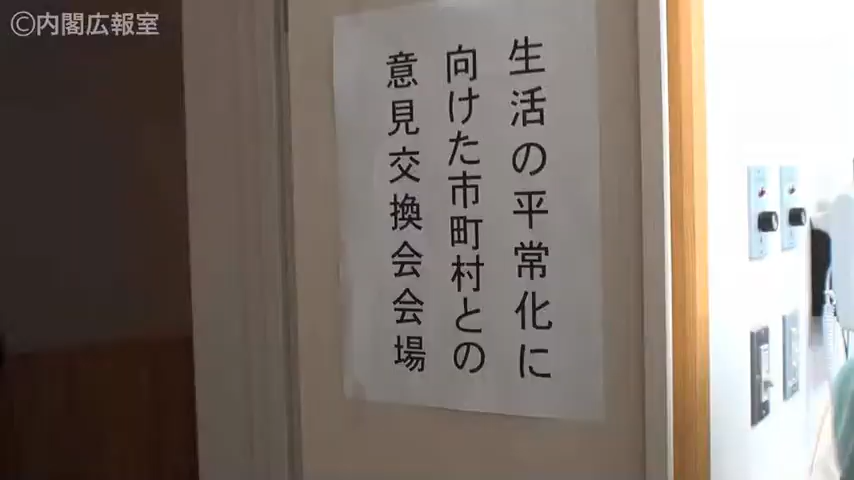 ©内閣広報室
生活の平常化に
向けた市町村との
意見交換会会場